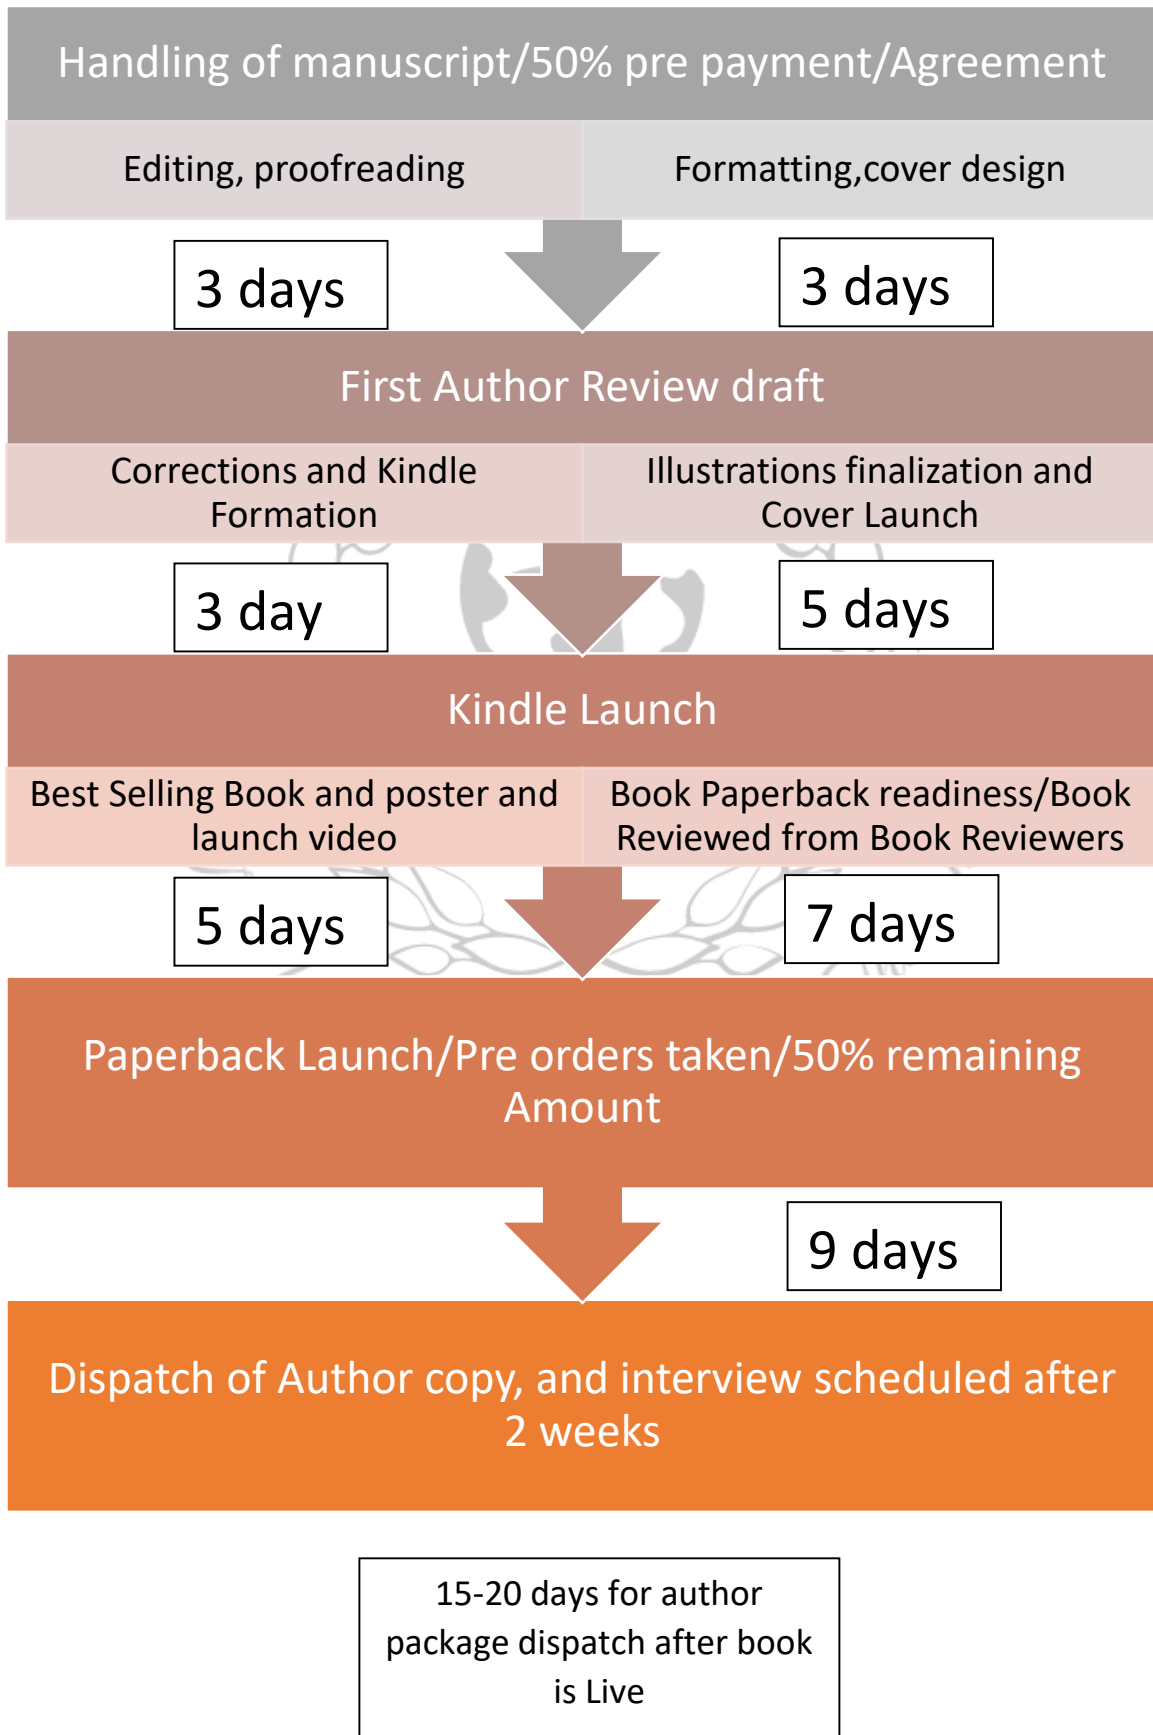 Handling of manuscript/50% pre payment/Agreement
Editing, proofreading
Formatting,cover design
3 days
3 days
First Author Review draft
Corrections and Kindle
Formation
Illustrations finalization and
Cover Launch
3 day
5 days
Kindle Launch
Best Selling Book and poster and
launch video
Book Paperback readiness/Book
Reviewed from Book Reviewers
5 days
7 days
Paperback Launch/Pre orders taken/50% remaining
Amount
9 days
Dispatch of Author copy, and interview scheduled after
2 weeks
15-20 days for author
package dispatch after book
is Live